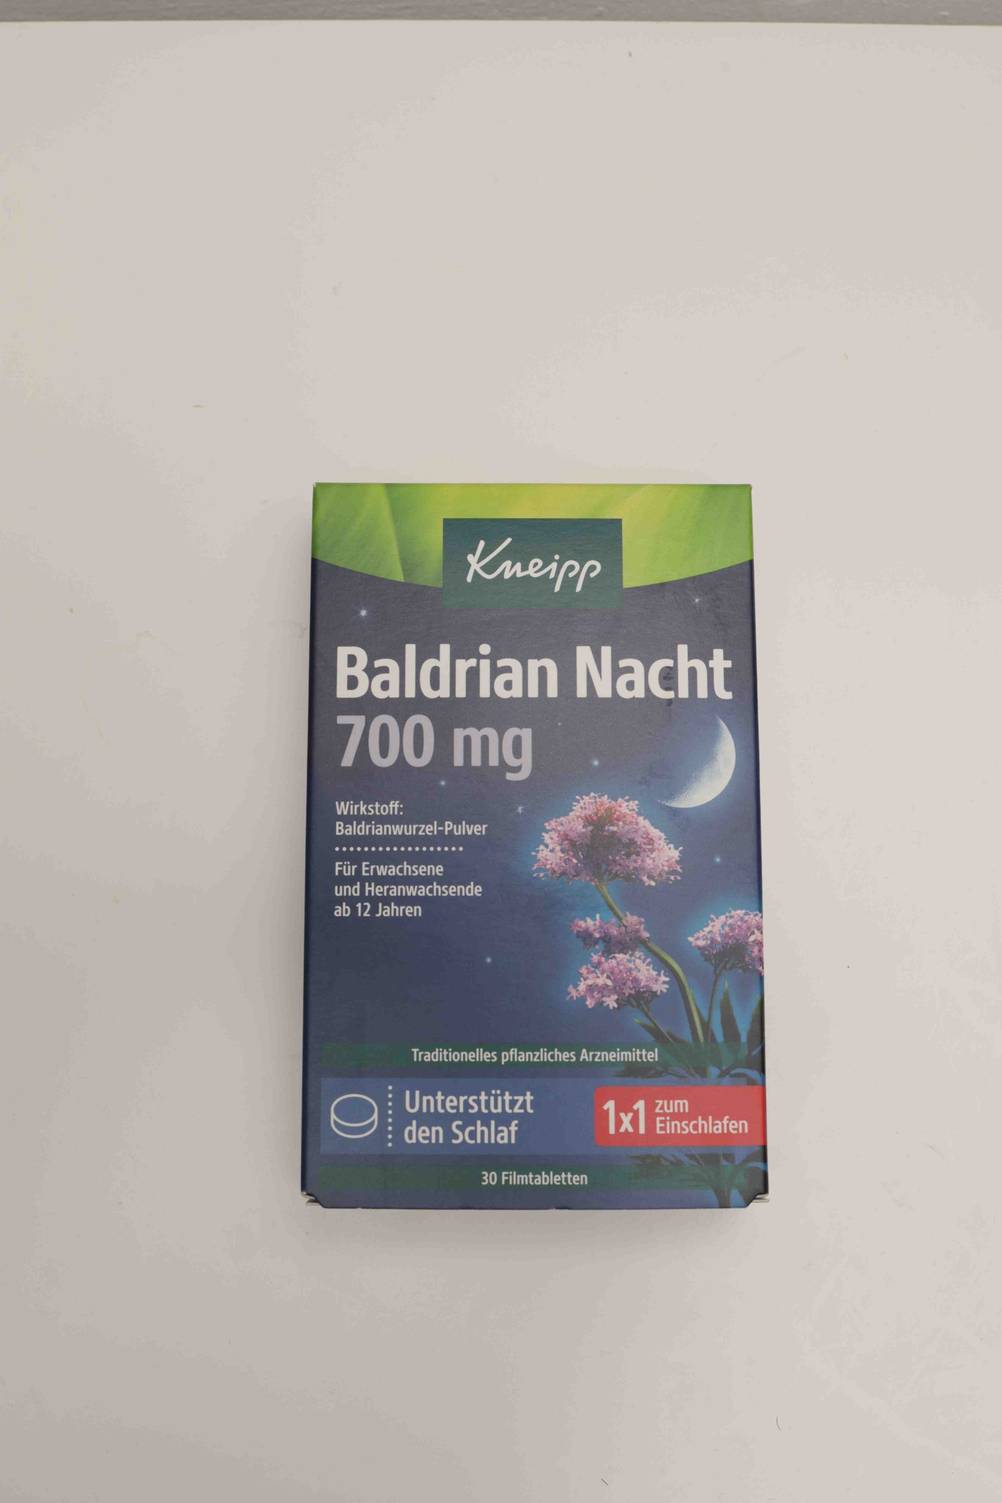 Kneipp
Baldrian Nacht
700 mg
Wirkstoff:
Baldrianwurzel-Pulver
Für Erwachsene
und Heranwachsende
ab 12 Jahren
Traditionelles pflanzliches Arzneimittel
Unterstützt
den Schlaf
1x1 zum
Einschlafen
30 Filmtabletten